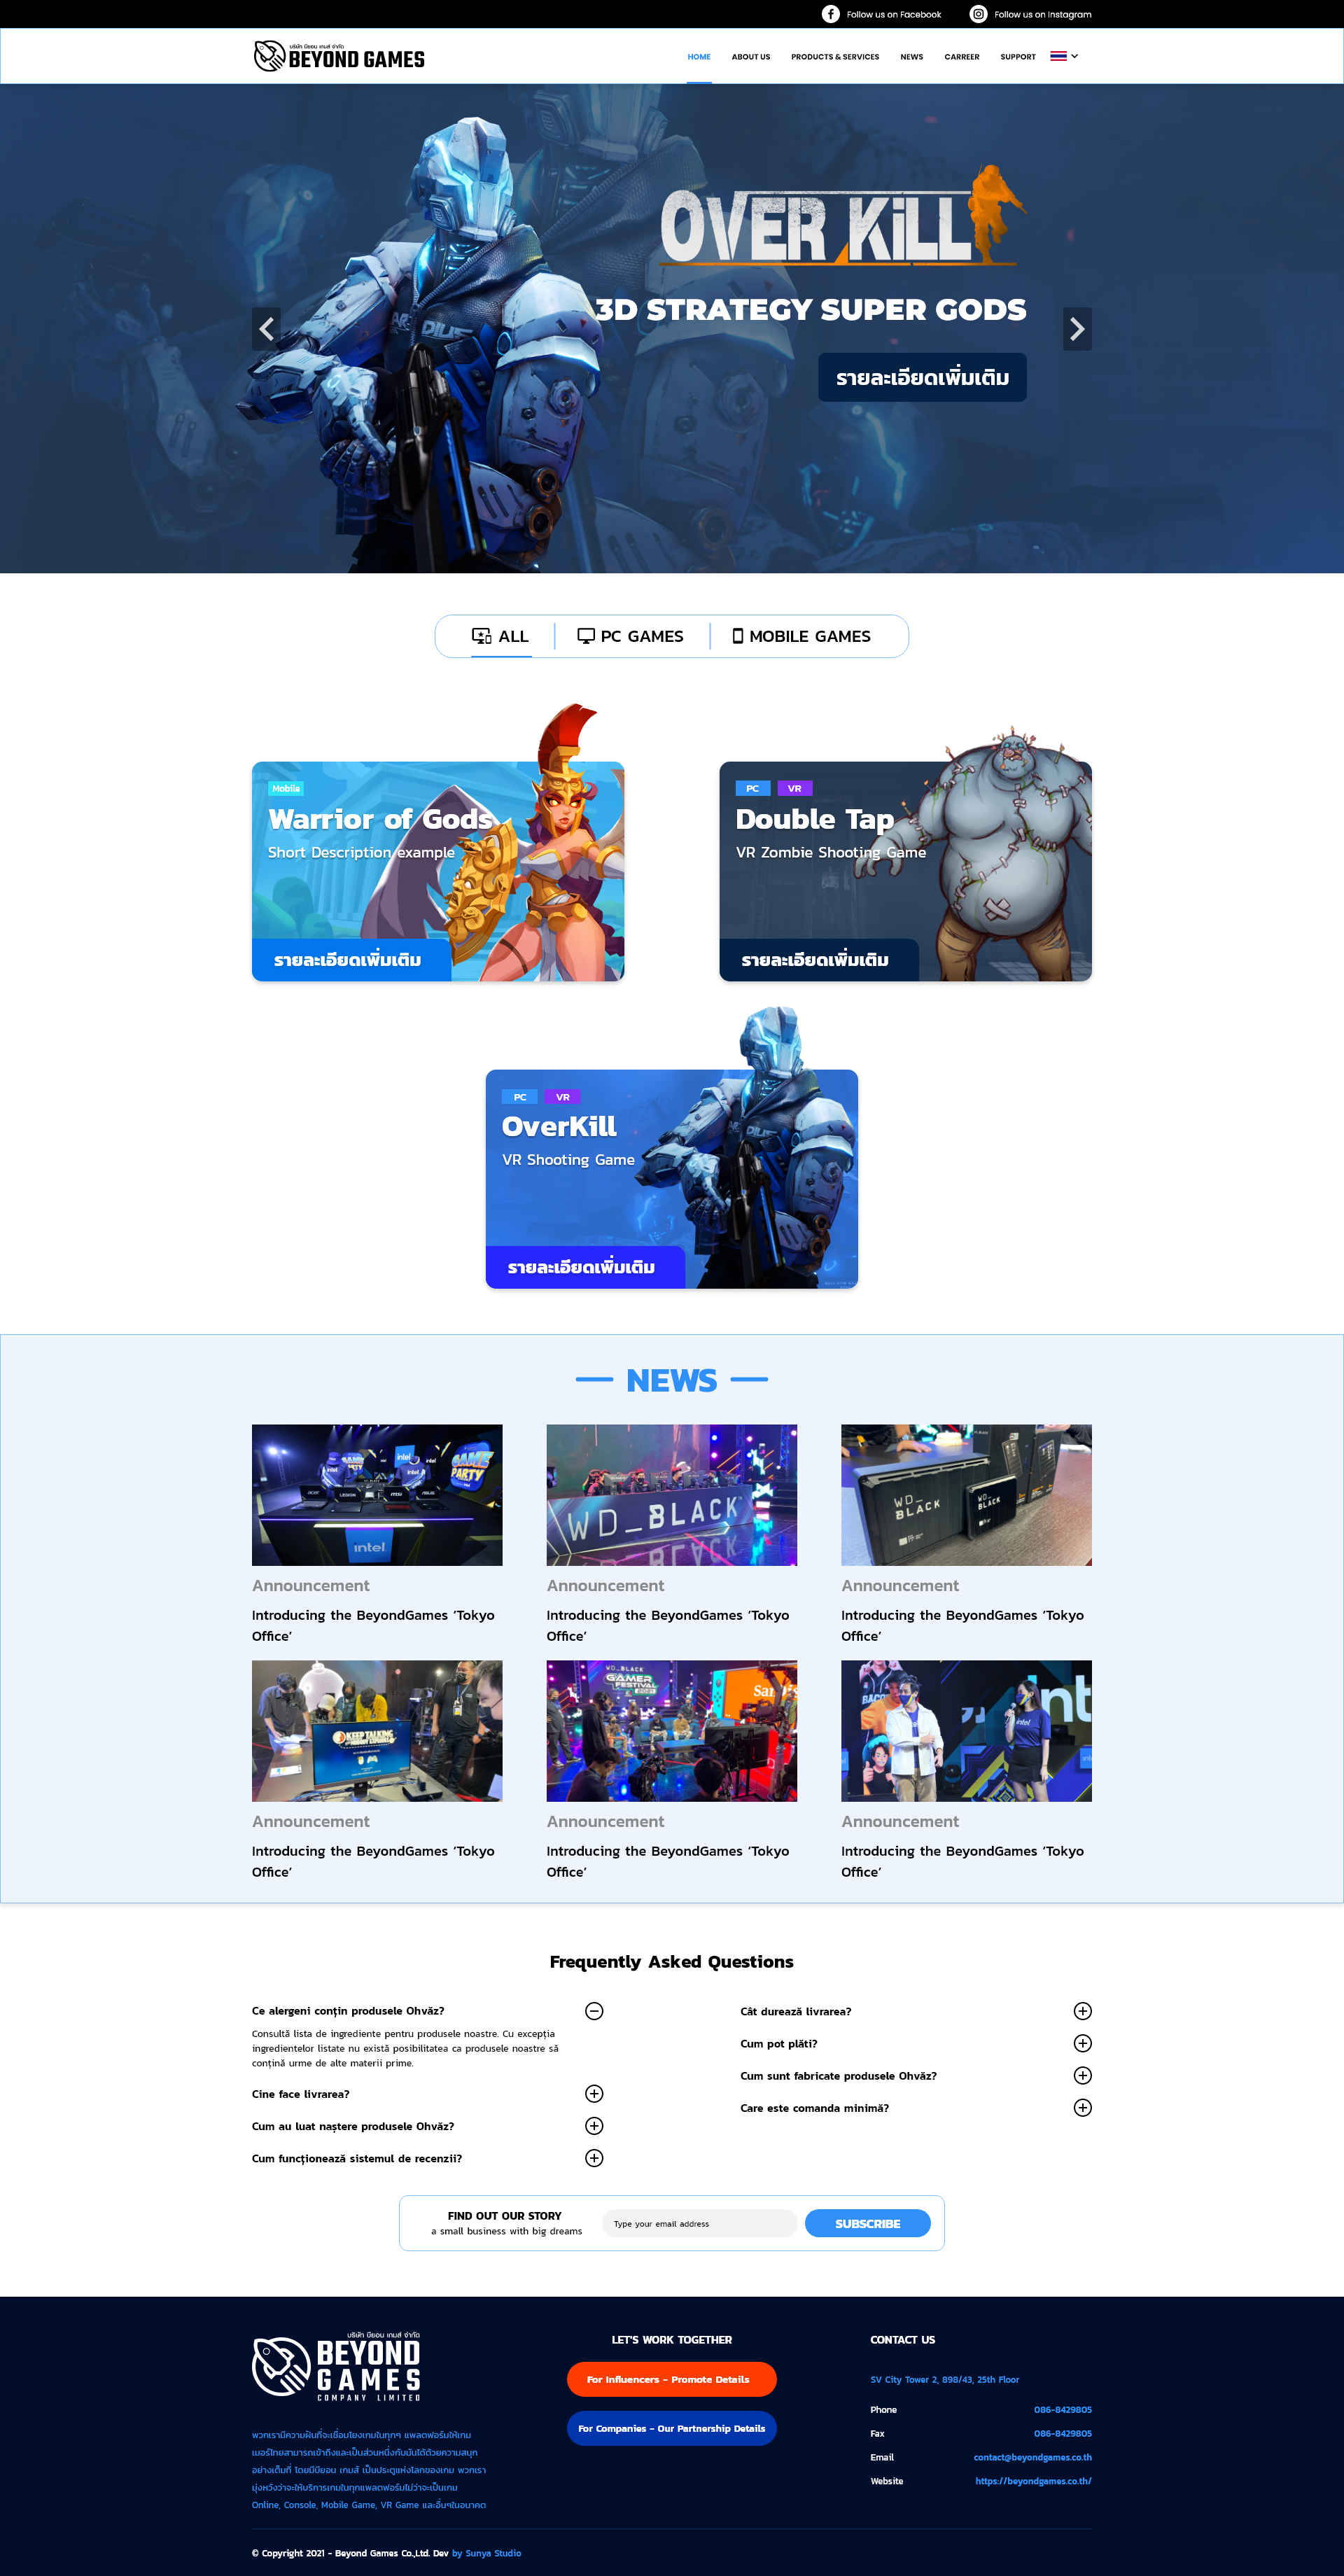 Follow us on Facebook
Follow us on Instagram
บริษัท บียอน เกมส์ จำกัด
BEYOND GAMES
HOME
ABOUT US
PRODUCTS & SERVICES
NEWS
CARREER
SUPPORT
OVER KiLL
3D STRATEGY SUPER GODS
รายละเอียดเพิ่มเติม
ALL
PC GAMES
MOBILE GAMES
Mobile
Warrior of Gods
Short Description example
รายละเอียดเพิ่มเติม
PC
VR
Double Tap
VR Zombie Shooting Game
รายละเอียดเพิ่มเติม
PC
VR
OverKill
VR Shooting Game
รายละเอียดเพิ่มเติม
NEWS
intel
GAME
PARTY
intel
WD_BLACK
WD_BLACK
WD_BLACK
Announcement
Introducing the BeyondGames ‘Tokyo
Office’
Announcement
Introducing the BeyondGames ‘Tokyo
Office’
Announcement
Introducing the BeyondGames ‘Tokyo
Office’
KEEP TALKING
WD_BLACK
GAMER
FESTIVAL
2021
intel
Announcement
Introducing the BeyondGames ‘Tokyo
Office’
Announcement
Introducing the BeyondGames ‘Tokyo
Office’
Announcement
Introducing the BeyondGames ‘Tokyo
Office’
Frequently Asked Questions
Ce alergeni conțin produsele Ohvăz?
Consultă lista de ingrediente pentru produsele noastre. Cu excepția
ingredientelor listate nu există posibilitatea ca produsele noastre să
conțină urme de alte materii prime.
Cine face livrarea?
Cum au luat naștere produsele Ohvăz?
Cum funcționează sistemul de recenzii?
Cât durează livrarea?
Cum pot plăti?
Cum sunt fabricate produsele Ohvăz?
Care este comanda minimă?
FIND OUT OUR STORY
a small business with big dreams
Type your email address
SUBSCRIBE
บริษัท บียอน เกมส์ จำกัด
BEYOND
GAMES
COMPANY LIMITED
พวกเรามีความฝันที่จะเชื่อมโยงเกมในทุกๆ แพลตฟอร์มให้เกม
เมอร์ไทยสามารถเข้าถึงและเป็นส่วนหนึ่งกับมันได้ด้วยความสนุก
อย่างเต็มที่ โดยมีบียอน เกมส์ เป็นประตูแห่งโลกของเกม พวกเรา
มุ่งหวังว่าจะให้บริการเกมในทุกแพลตฟอร์มไม่ว่าจะเป็นเกม
Online, Console, Mobile Game, VR Game และอื่นๆในอนาคต
LET'S WORK TOGETHER
For Influencers – Promote Details
For Companies – Our Partnership Details
CONTACT US
SV City Tower 2, 898/43, 25th Floor
Phone
086-8429805
Fax
086-8429805
Email
contact@beyondgames.co.th
Website
https://beyondgames.co.th/
© Copyright 2021 - Beyond Games Co.,Ltd. Dev by Sunya Studio